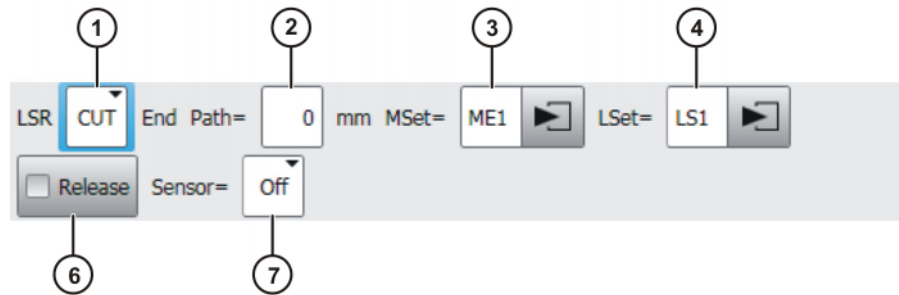 1 2 3 4
LSR CUT End Path= 0 mm MSet= ME1 LSet= LS1
Release Sensor= Off
6 7